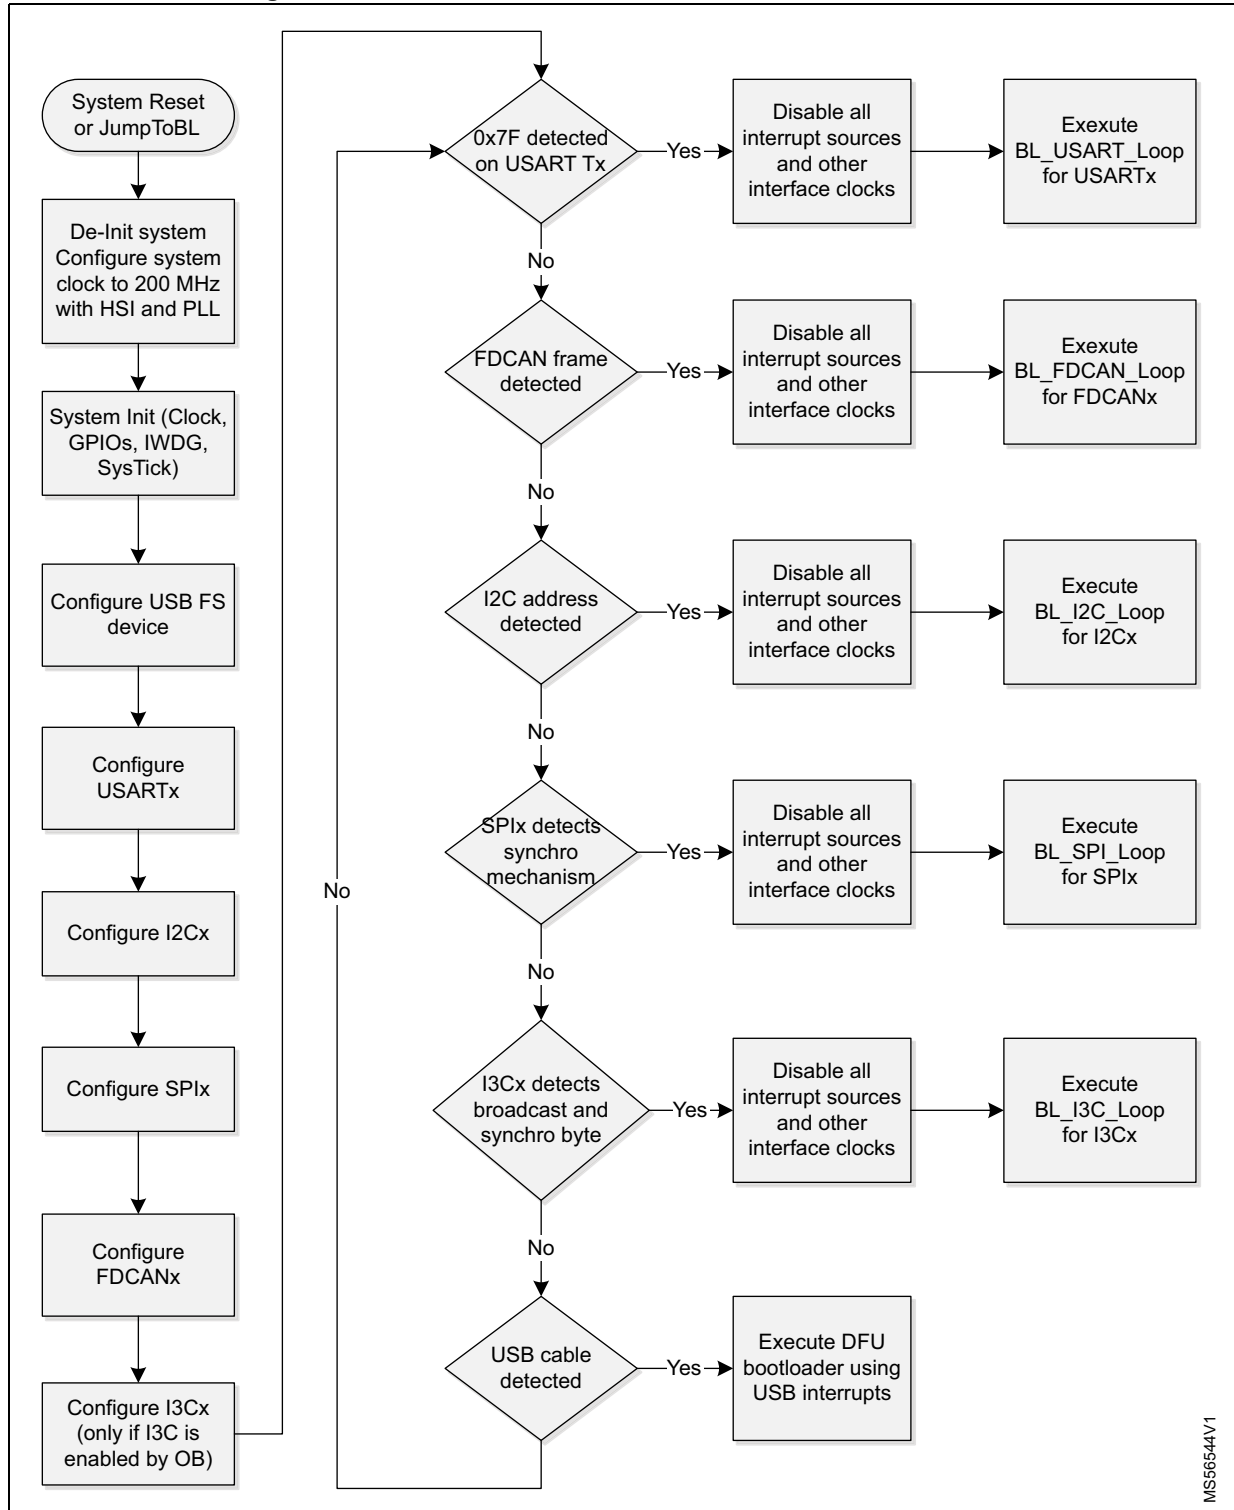 System Reset
or JumpToBL
De-Init system
Configure system
clock to 200 MHz
with HSI and PLL
System Init (Clock,
GPIOs, IWDG,
SysTick)
Configure USB FS
device
Configure
USARTx
Configure I2Cx
Configure SPIx
Configure
FDCANx
Configure I3Cx
(only if I3C is
enabled by OB)
No
0x7F detected
on USART Tx
Yes
Disable all
interrupt sources
and other
interface clocks
Exexute
BL_USART_Loop
for USARTx
No
FDCAN frame
detected
Yes
Disable all
interrupt sources
and other
interface clocks
Exexute
BL_FDCAN_Loop
for FDCANx
No
I2C address
detected
Yes
Disable all
interrupt sources
and other
interface clocks
Execute
BL_I2C_Loop
for I2Cx
No
SPIx detects
synchro
mechanism
Yes
Disable all
interrupt sources
and other
interface clocks
Execute
BL_SPI_Loop
for SPIx
No
I3Cx detects
broadcast and
synchro byte
Yes
Disable all
interrupt sources
and other
interface clocks
Execute
BL_I3C_Loop
for I3Cx
No
USB cable
detected
Yes
Execute DFU
bootloader using
USB interrupts
MS56544V1